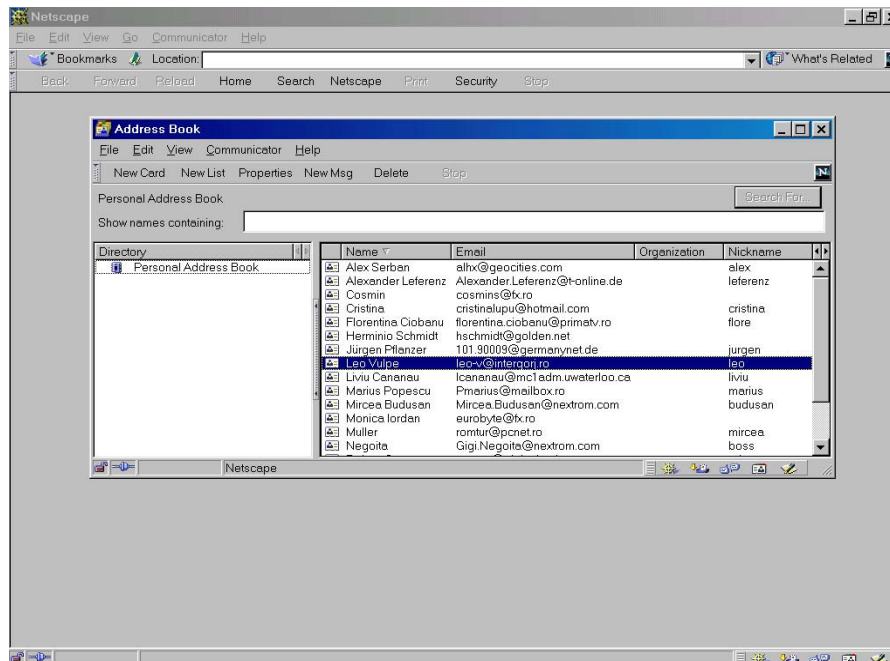 Netscape
File Edit View Go Communicator Help
Bookmarks Location: What's Related
Back Forward Reload Home Search Netscape Print Security Stop
Address Book
File Edit View Communicator Help
New Card New List Properties New Msg Delete Stop
Personal Address Book Search For...
Show names containing:
Directory Name Email Organization Nickname
Personal Address Book
Alex Serban alhx@geocities.com alex
Alexander Leferenz Alexander.Leferenz@t-online.de leferenz
Cosmin cosmins@fx.ro
Cristina cristinalupu@hotmail.com cristina
Florentina Ciobanu florentina.ciobanu@primatv.ro flore
Herminio Schmidt hschmidt@golden.net
Jürgen Pflanzer 101.90009@germanynet.de jurgen
Leo Vulpe leo-v@intergorj.ro leo
Liviu Cananau lcananau@mc1adm.uwaterloo.ca liviu
Marius Popescu Pmarius@mailbox.ro marius
Mircea Budusan Mircea.Budusan@nextrom.com budusan
Monica Iordan eurobyte@fx.ro
Muller romtur@pcnet.ro mircea
Negoita Gigi.Negoita@nextrom.com boss
Netscape